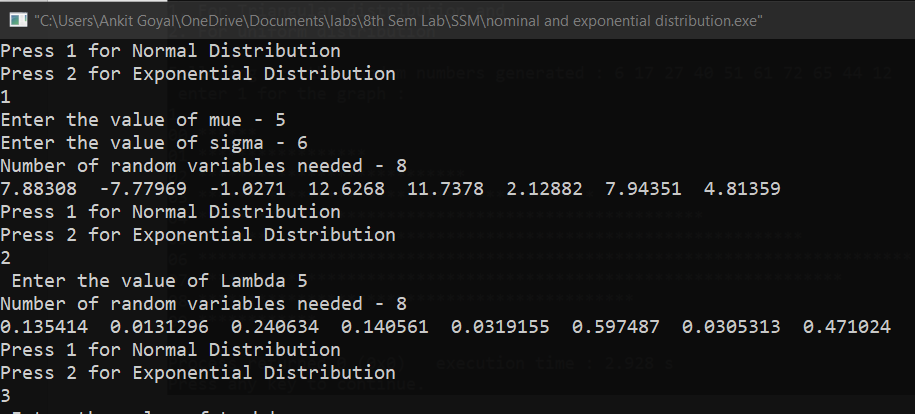 "C:\Users\Ankit Goyal\OneDrive\Documents\labs\8th Sem Lab\SSM\nominal and exponential distribution.exe"
Press 1 for Normal Distribution
Press 2 for Exponential Distribution
1
Enter the value of mue - 5
Enter the value of sigma - 6
Number of random variables needed - 8
7.88308  -7.77969  -1.0271  12.6268  11.7378  2.12882  7.94351  4.81359
Press 1 for Normal Distribution
Press 2 for Exponential Distribution
2
 Enter the value of Lambda 5
Number of random variables needed - 8
0.135414  0.0131296  0.240634  0.140561  0.0319155  0.597487  0.0305313  0.471024
Press 1 for Normal Distribution
Press 2 for Exponential Distribution
3